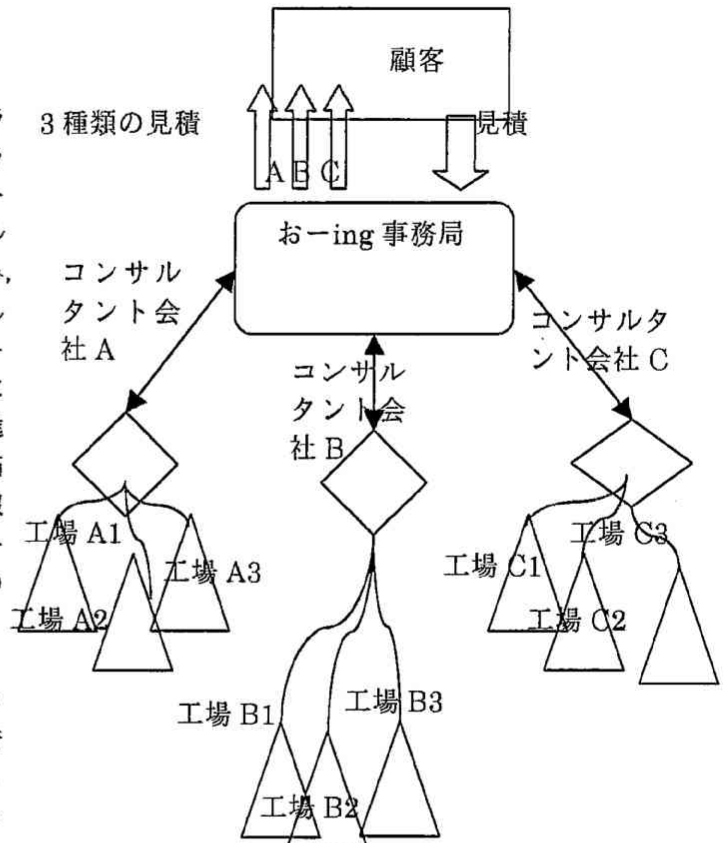 顧客
3種類の見積
見積
A B C
おーing 事務局
コンサル
タント会
社 A
コンサル
タント会
社 B
コンサルタ
ント会社 C
工場 A1
工場 A3
工場 A2
工場 C1
工場 C3
工場 C2
工場 B1
工場 B3
工場 B2